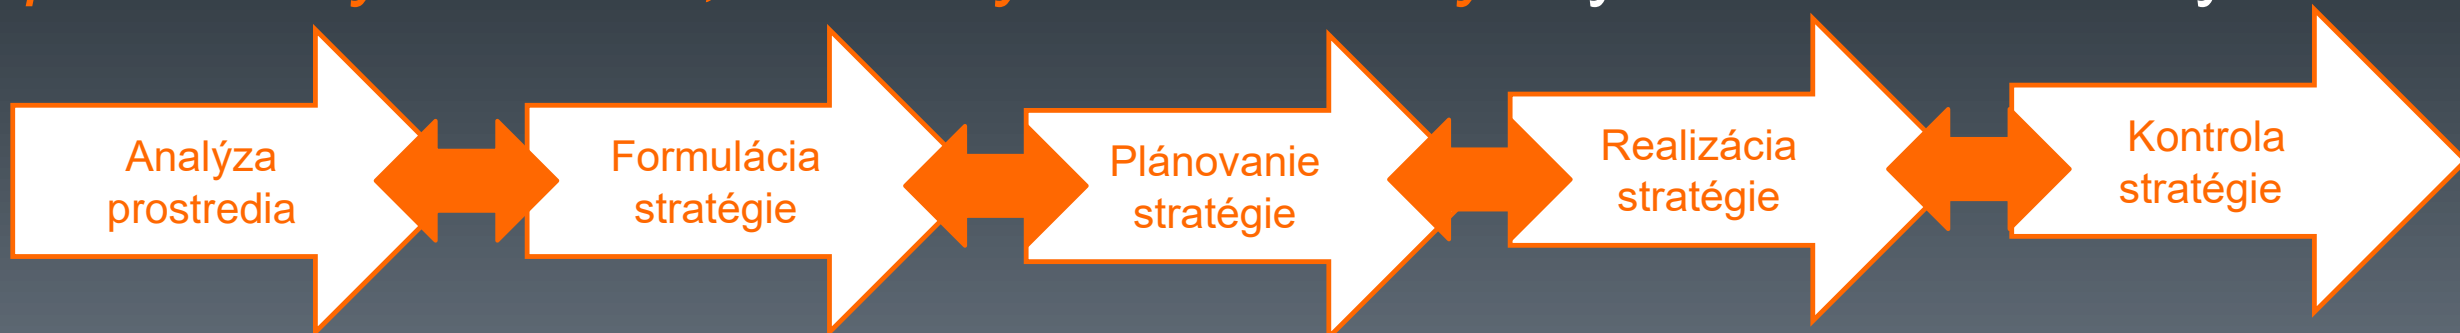 Analýza
prostredia
Formulácia
stratégie
Plánovanie
stratégie
Realizácia
stratégie
Kontrola
stratégie